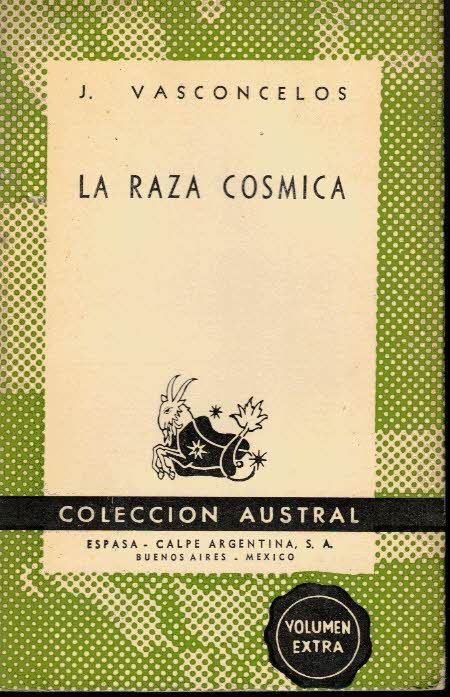 J. VASCONCELOS
LA RAZA COSMICA
COLECCION AUSTRAL
ESPASA - CALPE ARGENTINA, S. A.
BUENOS AIRES - MEXICO
VOLUMEN
EXTRA